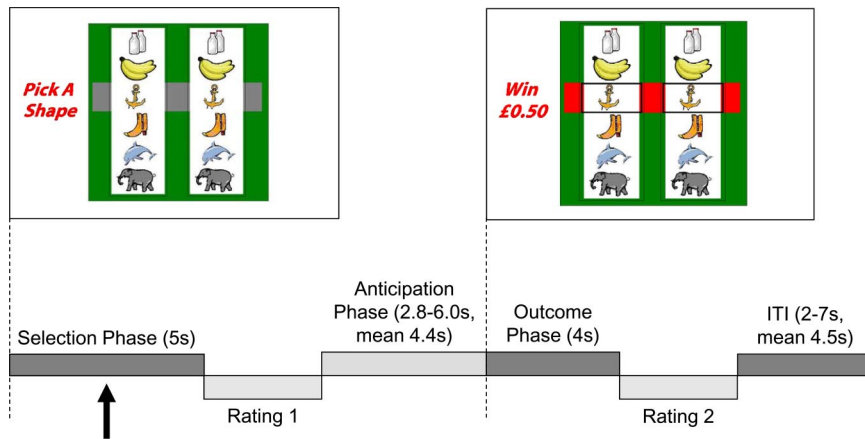 Pick A
Shape
Win
£0.50
Selection Phase (5s)
Rating 1
Anticipation
Phase (2.8-6.0s,
mean 4.4s)
Outcome
Phase (4s)
Rating 2
ITI (2-7s,
mean 4.5s)